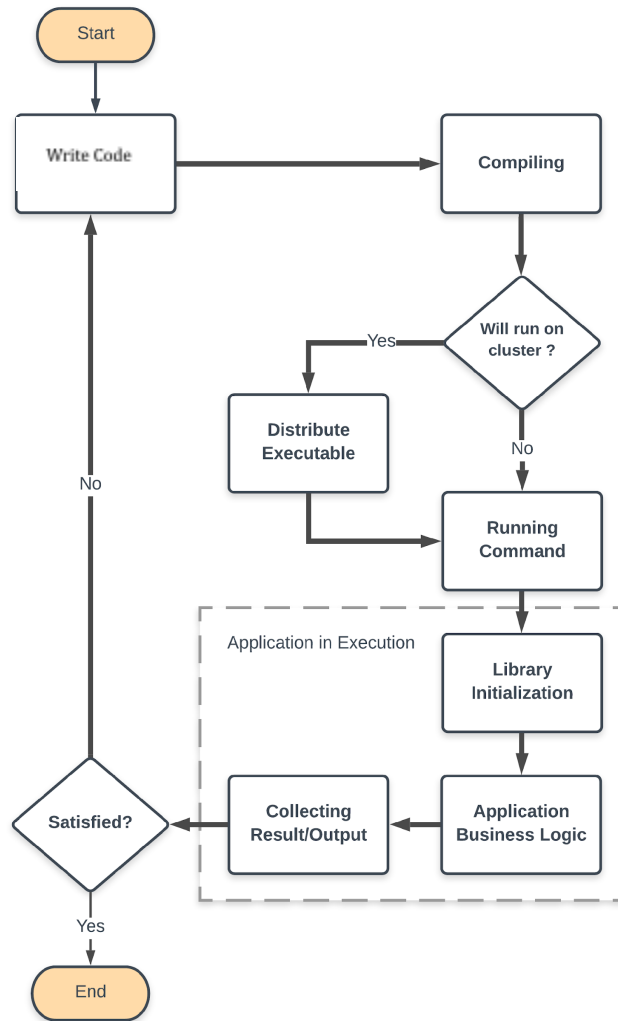 Start
Write Code
Compiling
Will run on
cluster ?
Yes
Distribute
Executable
No
Running
Command
Application in Execution
Library
Initialization
Application
Business Logic
Collecting
Result/Output
Satisfied?
No
Yes
End